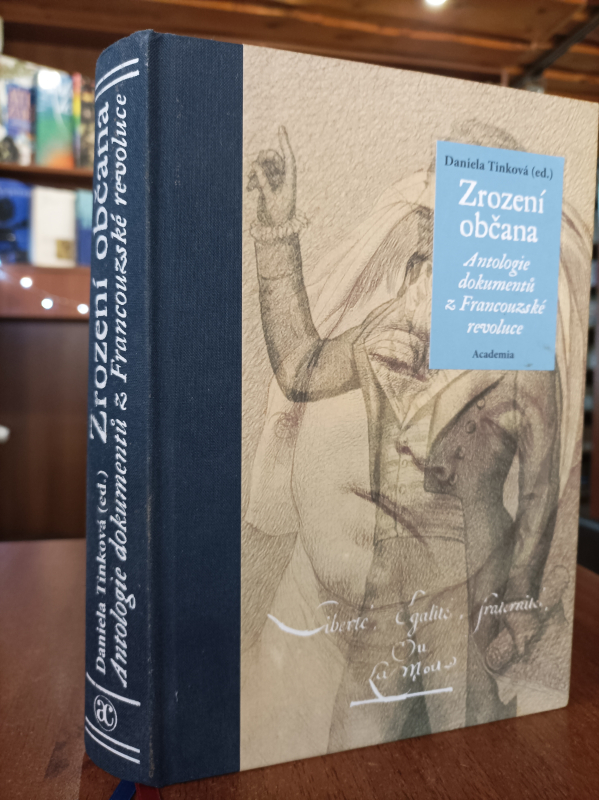 Daniela Tinková (ed.)
Zrození občana
Antologie dokumentů z Francouzské revoluce
Daniela Tinková (ed.)
Zrození
občana
Antologie
dokumentů
z Francouzské
revoluce
Academia
Liberté, Egalité, fraternité,
Ou
La Mort